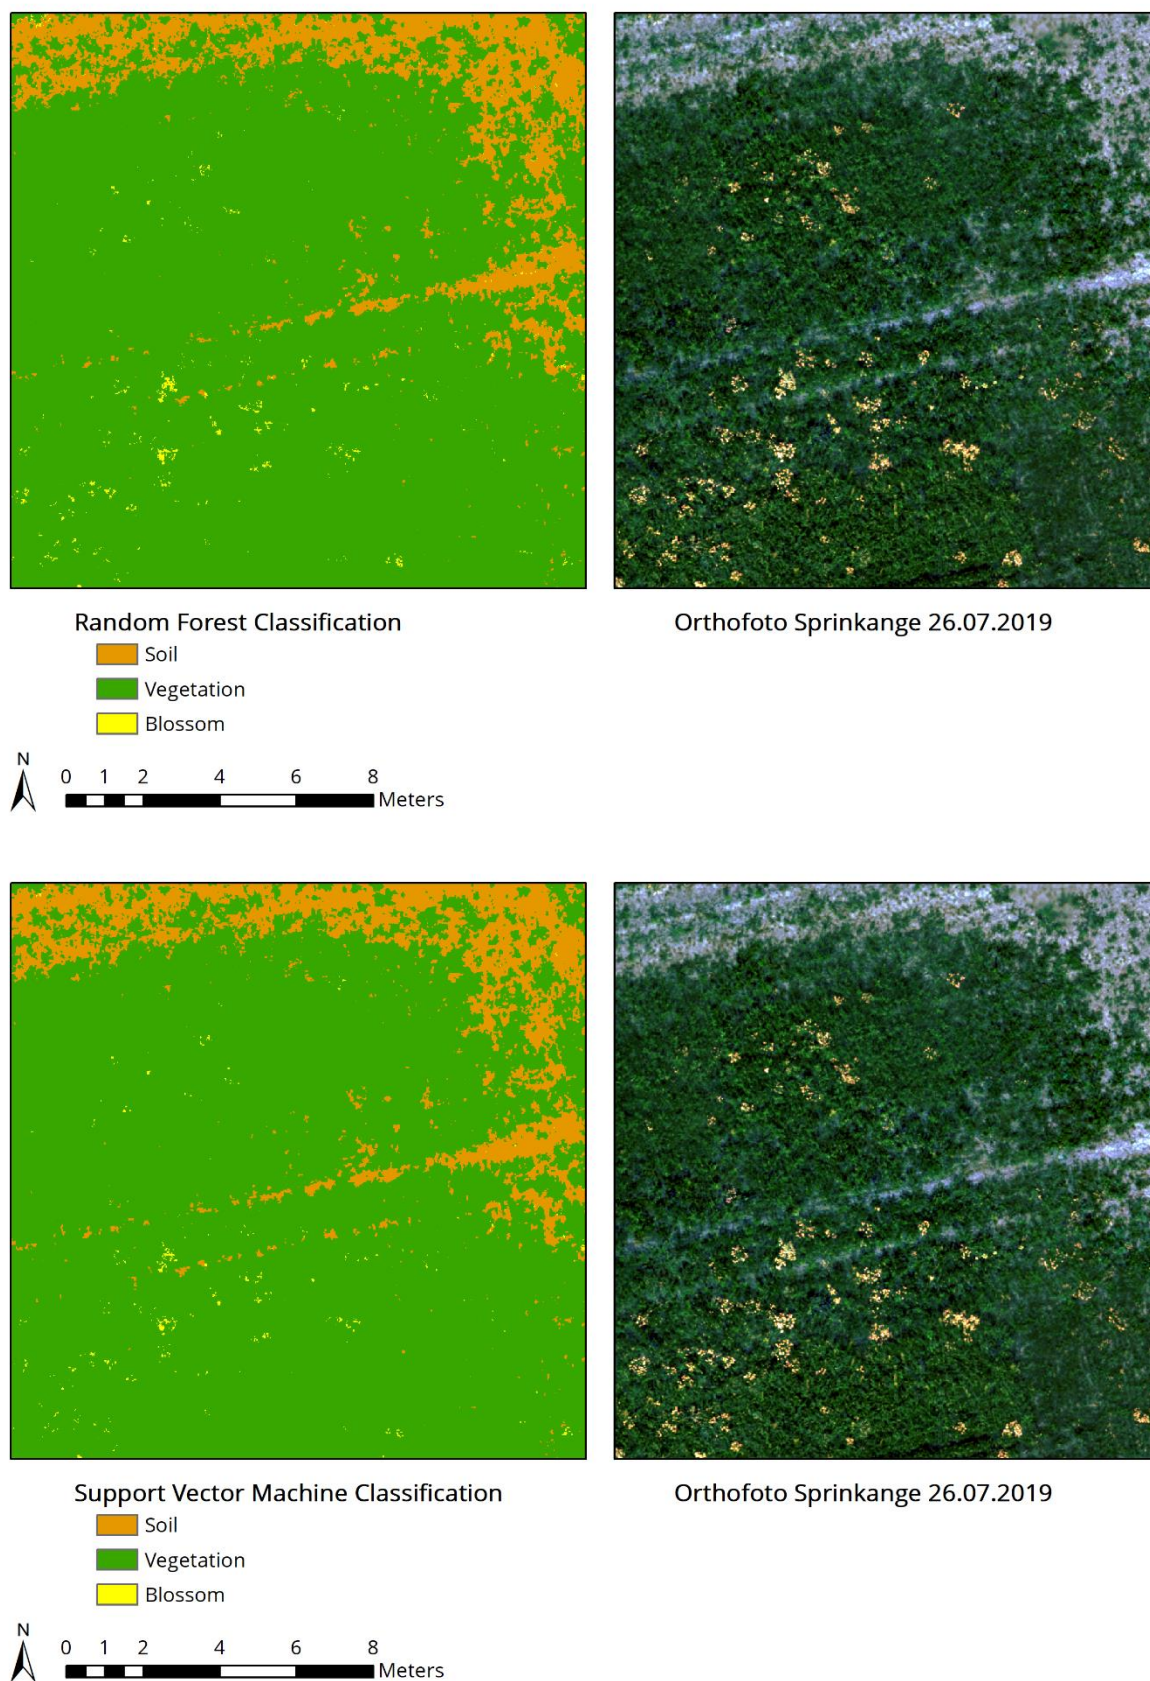 Random Forest Classification
Soil
Vegetation
Blossom
Orthofoto Sprinkange 26.07.2019
N
0 1 2 4 6 8
Meters
Support Vector Machine Classification
Soil
Vegetation
Blossom
Orthofoto Sprinkange 26.07.2019
N
0 1 2 4 6 8
Meters